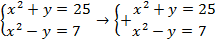 {x² + y = 25 → {+ x² + y = 25
{x² − y = 7 → {+ x² − y = 7